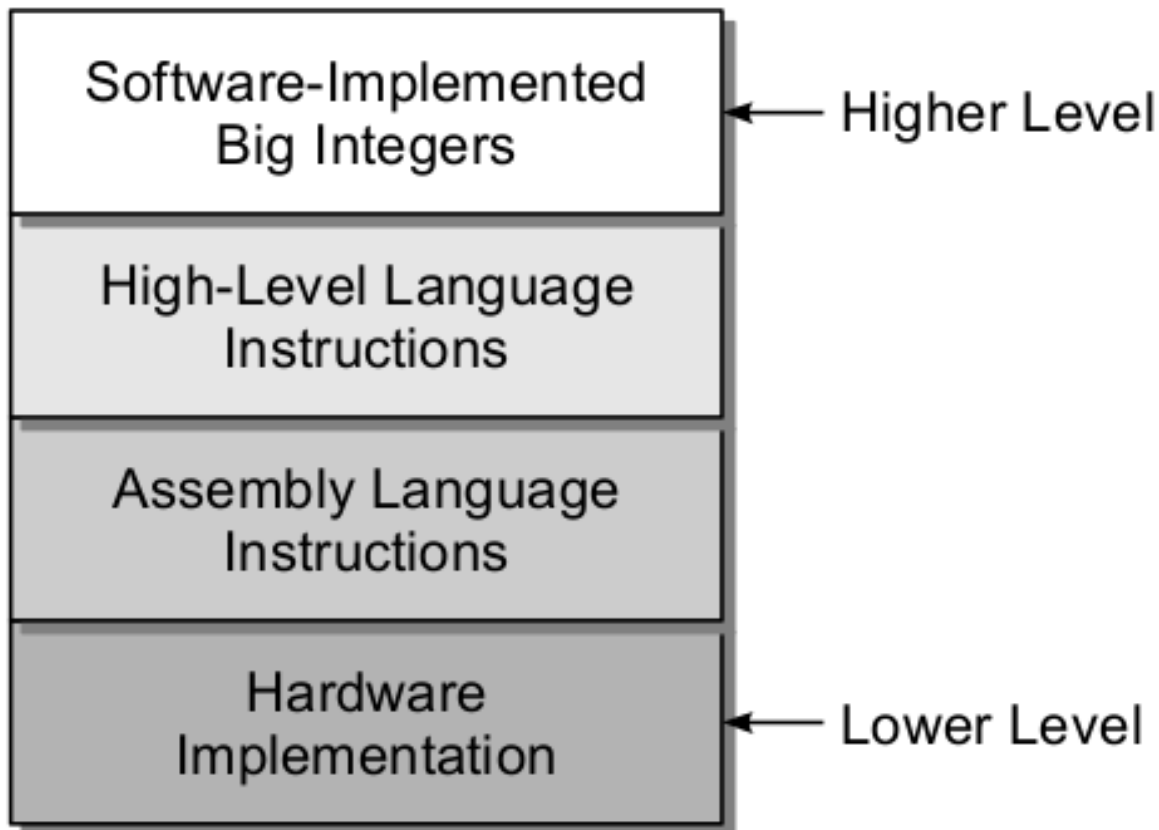 Software-Implemented
Big Integers
Higher Level
High-Level Language
Instructions
Assembly Language
Instructions
Hardware
Implementation
Lower Level